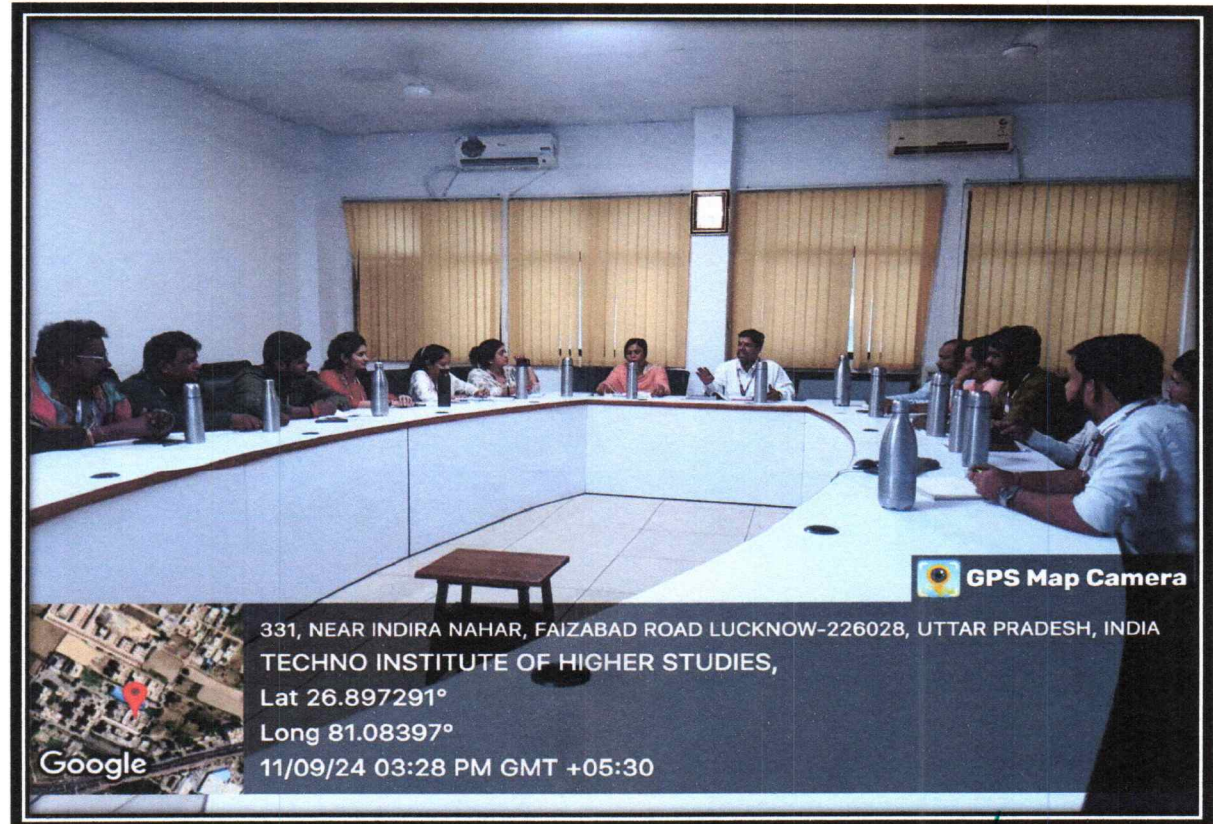 GPS Map Camera
331, NEAR INDIRA NAHAR, FAIZABAD ROAD LUCKNOW-226028, UTTAR PRADESH, INDIA
TECHNO INSTITUTE OF HIGHER STUDIES,
Lat 26.897291°
Long 81.08397°
11/09/24 03:28 PM GMT +05:30
Google